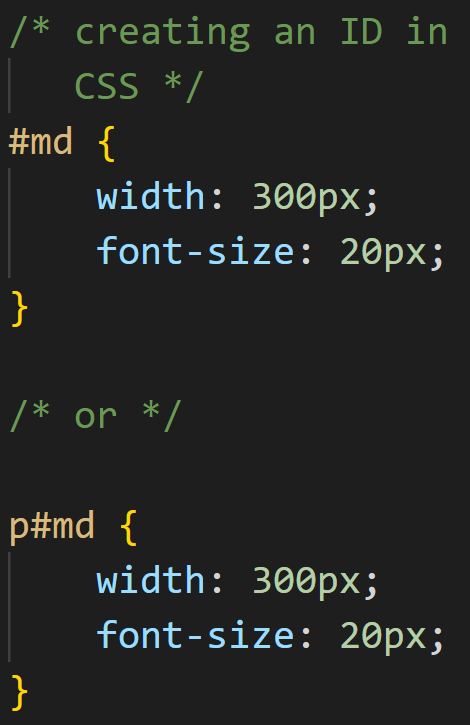 /* creating an ID in
CSS */
#md {
width: 300px;
font-size: 20px;
}
/* or */
p#md {
width: 300px;
font-size: 20px;
}